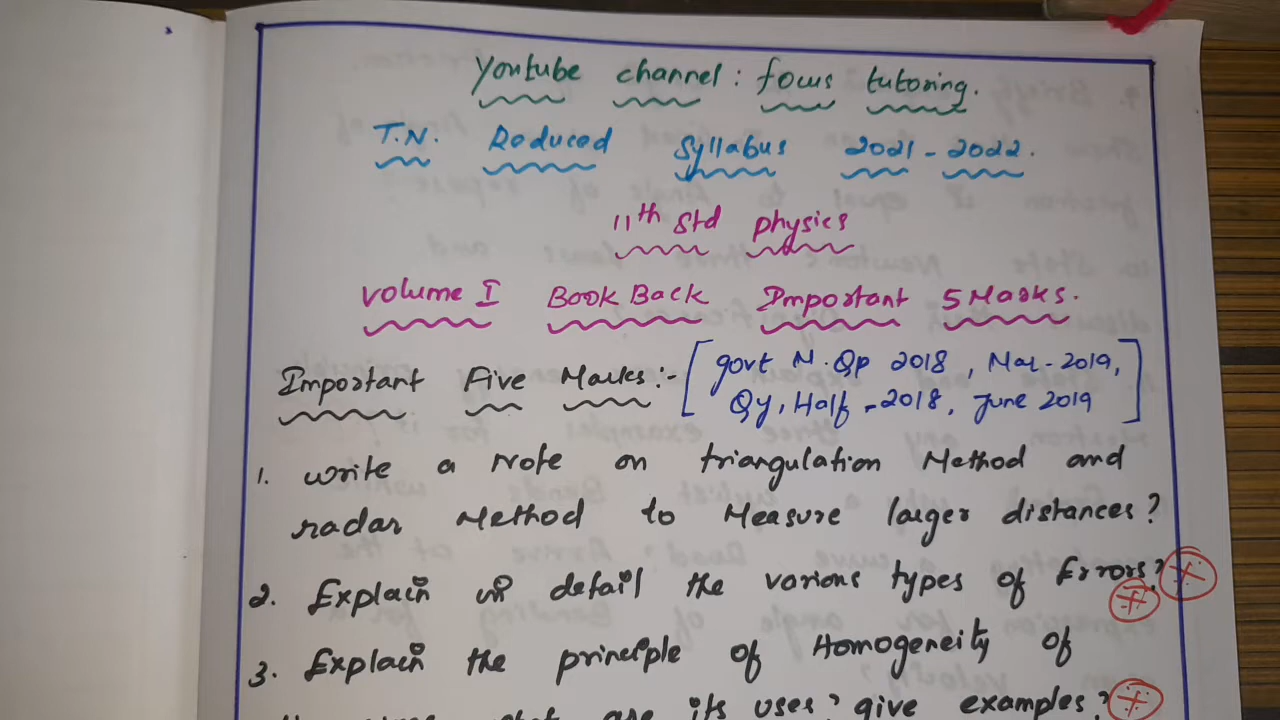 Youtube channel: focus tutoring.
T.N. Reduced Syllabus 2021-2022.
11th Std physics
Volume I Book Back Important 5 Marks.
Important Five Marks:- [govt M.Qp 2018, Mar-2019,
Qy, Half-2018, June 2019]
1. Write a Note on triangulation Method and
radar Method to Measure larger distances?
2. Explain in detail the various types of Errors?
3. Explain the principle of Homogeneity of
its uses? give examples?